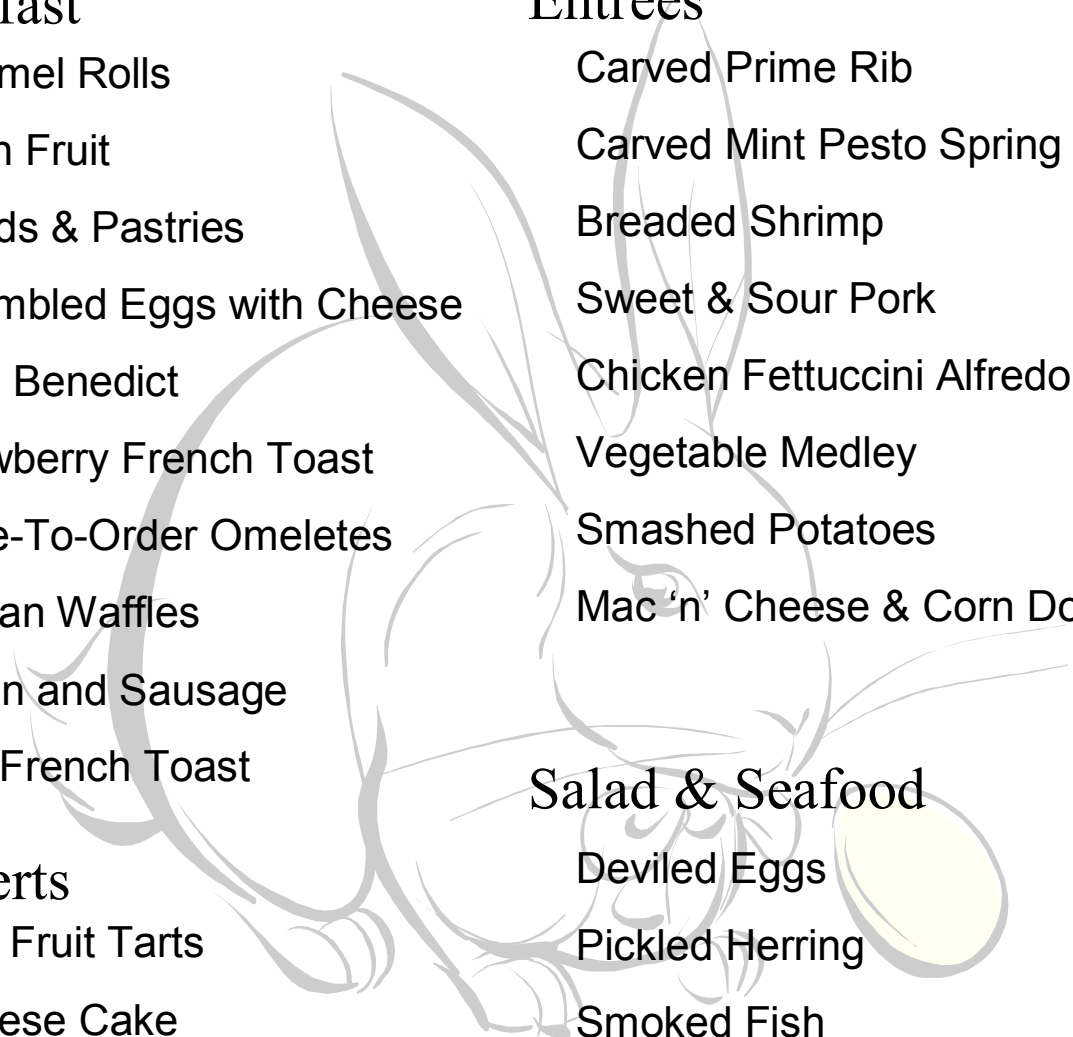 fast
mel Rolls
n Fruit
ds & Pastries
mbled Eggs with Cheese
Benedict
wberry French Toast
e-To-Order Omeletes
an Waffles
n and Sausage
French Toast
erts
Fruit Tarts
ese Cake
Entrees
Carved Prime Rib
Carved Mint Pesto Spring
Breaded Shrimp
Sweet & Sour Pork
Chicken Fettuccini Alfredo
Vegetable Medley
Smashed Potatoes
Mac ‘n’ Cheese & Corn Do
Salad & Seafood
Deviled Eggs
Pickled Herring
Smoked Fish